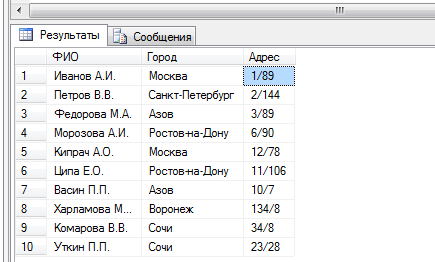 Результаты Сообщения
ФИО Город Адрес
1 Иванов А.И. Москва 1/89
2 Петров В.В. Санкт-Петербург 2/144
3 Федорова М.А. Азов 3/89
4 Морозова А.И. Ростов-на-Дону 6/90
5 Кипрач А.О. Москва 12/78
6 Ципа Е.О. Ростов-на-Дону 11/106
7 Васин П.П. Азов 10/7
8 Харламова М... Воронеж 134/8
9 Комарова В.В. Сочи 34/8
10 Уткин П.П. Сочи 23/28